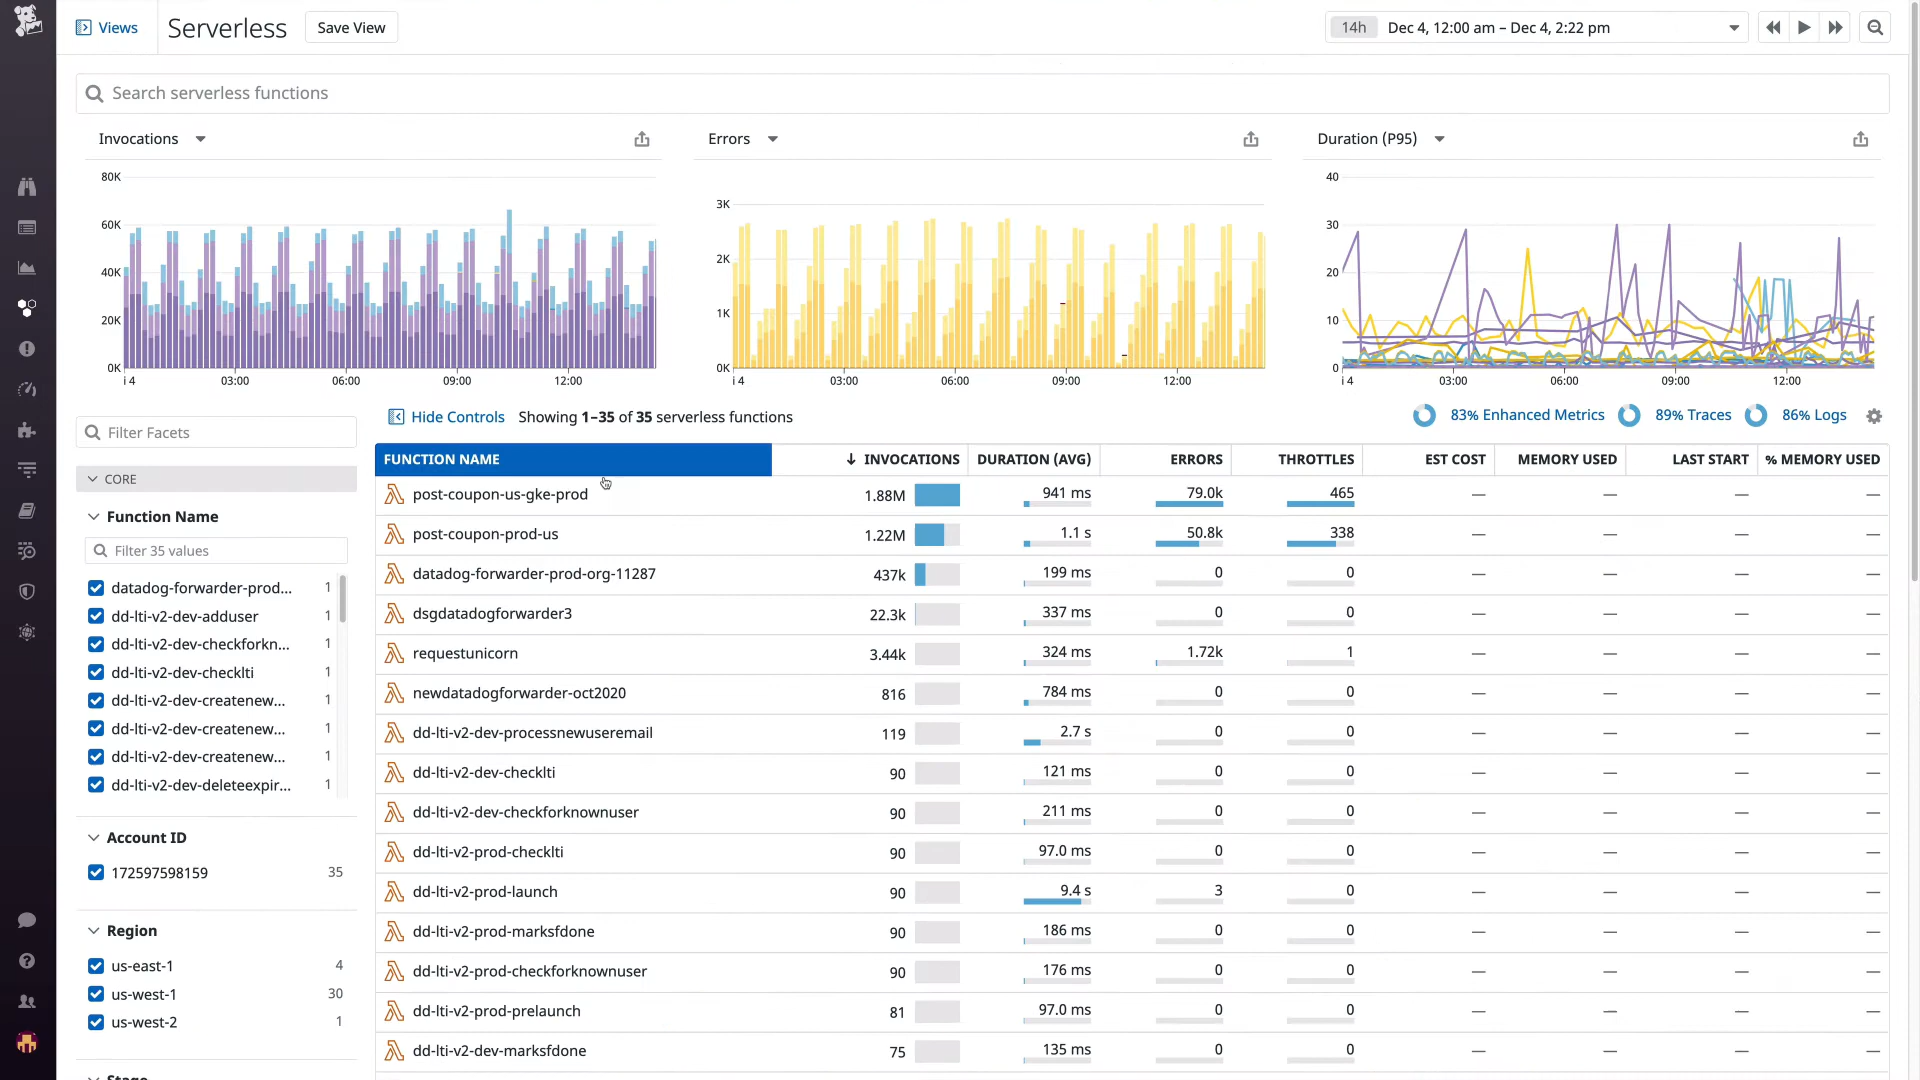 Views
Serverless
Save View
14h Dec 4, 12:00 am – Dec 4, 2:22 pm
Search serverless functions
Invocations
80K
60K
40K
20K
0K
i 4 03:00 06:00 09:00 12:00
Errors
3K
2K
1K
0K
i 4 03:00 06:00 09:00 12:00
Duration (P95)
40
30
20
10
0
i 4 03:00 06:00 09:00 12:00
Filter Facets
CORE
Function Name
Filter 35 values
datadog-forwarder-prod... 1
dd-lti-v2-dev-adduser 1
dd-lti-v2-dev-checkforkn... 1
dd-lti-v2-dev-checklti 1
dd-lti-v2-dev-createnew... 1
dd-lti-v2-dev-createnew... 1
dd-lti-v2-dev-createnew... 1
dd-lti-v2-dev-deleteexpir... 1
Account ID
172597598159 35
Region
us-east-1 4
us-west-1 30
us-west-2 1
Stage
Hide Controls Showing 1–35 of 35 serverless functions 83% Enhanced Metrics 89% Traces 86% Logs
FUNCTION NAME ↓ INVOCATIONS DURATION (AVG) ERRORS THROTTLES EST COST MEMORY USED LAST START % MEMORY USED
post-coupon-us-gke-prod 1.88M 941 ms 79.0k 465 — — — —
post-coupon-prod-us 1.22M 1.1 s 50.8k 338 — — — —
datadog-forwarder-prod-org-11287 437k 199 ms 0 0 — — — —
dsgdatadogforwarder3 22.3k 337 ms 0 0 — — — —
requestunicorn 3.44k 324 ms 1.72k 1 — — — —
newdatadogforwarder-oct2020 816 784 ms 0 0 — — — —
dd-lti-v2-dev-processnewuseremail 119 2.7 s 0 0 — — — —
dd-lti-v2-dev-checklti 90 121 ms 0 0 — — — —
dd-lti-v2-dev-checkforknownuser 90 211 ms 0 0 — — — —
dd-lti-v2-prod-checklti 90 97.0 ms 0 0 — — — —
dd-lti-v2-prod-launch 90 9.4 s 3 0 — — — —
dd-lti-v2-prod-marksfdone 90 186 ms 0 0 — — — —
dd-lti-v2-prod-checkforknownuser 90 176 ms 0 0 — — — —
dd-lti-v2-prod-prelaunch 81 97.0 ms 0 0 — — — —
dd-lti-v2-dev-marksfdone 75 135 ms 0 0 — — — —